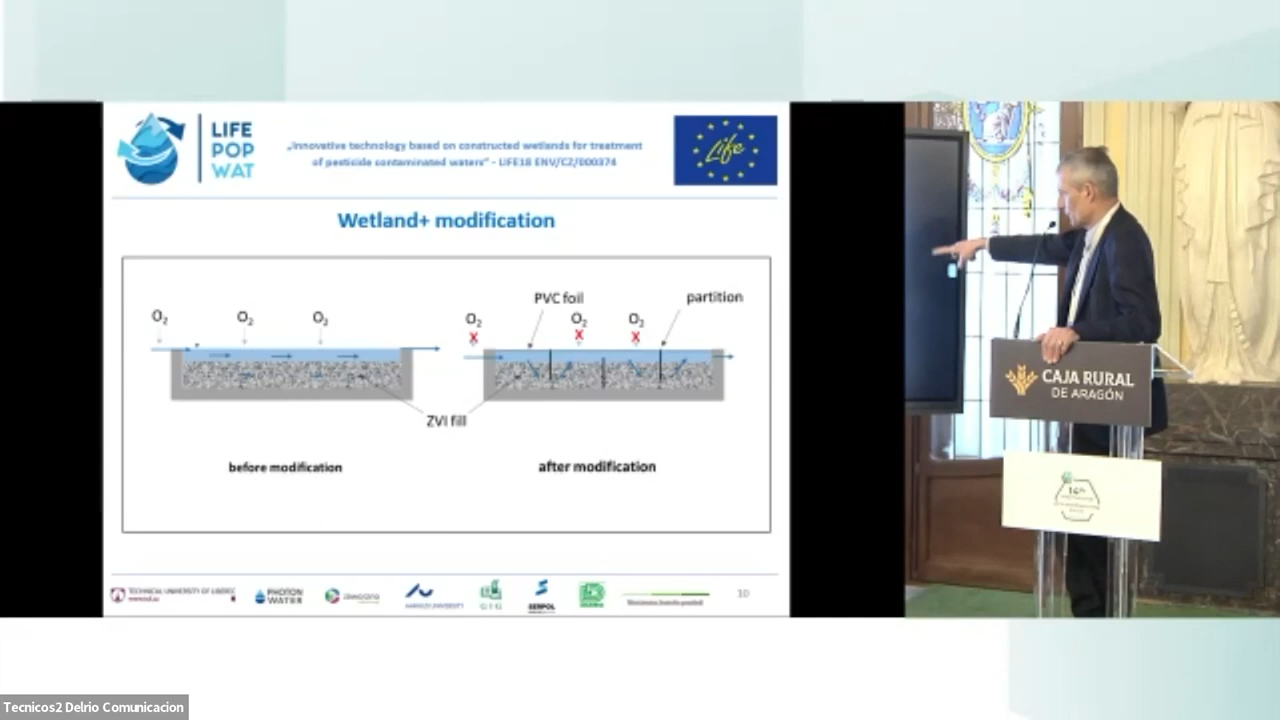 LIFE
POP
WAT
„Innovative technology based on constructed wetlands for treatment
of pesticide contaminated waters" - LIFE18 ENV/CZ/000374
Life
Wetland+ modification
O2
O2
O2
PVC foil
partition
O2
O2
O2
X
X
X
ZVI fill
before modification
after modification
TECHNICAL UNIVERSITY OF LIBEREC
PHOTON
WATER
AARHUS UNIVERSITY
SERPOL
10
CAJA RURAL
DE ARAGÓN
Tecnicos2 Delrio Comunicacion